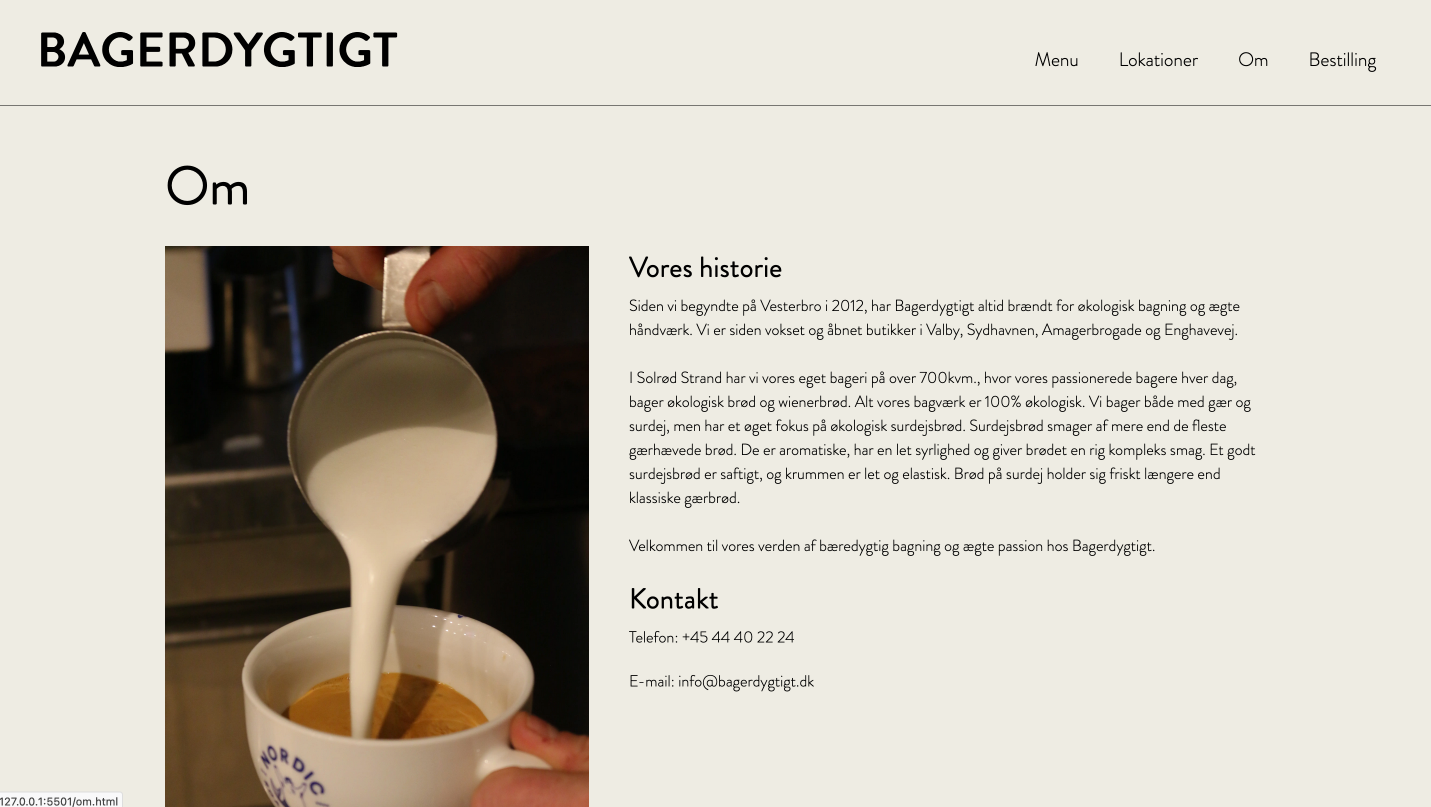 BAGERDYGTIGT
Menu Lokationer Om Bestilling
Om
Vores historie
Siden vi begyndte på Vesterbro i 2012, har Bagerdygtigt altid brændt for økologisk bagning og ægte
håndværk. Vi er siden vokset og åbnet butikker i Valby, Sydhavnen, Amagerbrogade og Enghavevej.
I Solrød Strand har vi vores eget bageri på over 700kvm., hvor vores passionerede bagere hver dag,
bager økologisk brød og wienerbrød. Alt vores bagværk er 100% økologisk. Vi bager både med gær og
surdej, men har et øget fokus på økologisk surdejsbrød. Surdejsbrød smager af mere end de fleste
gærhævede brød. De er aromatiske, har en let syrlighed og giver brødet en rig kompleks smag. Et godt
surdejsbrød er saftigt, og krummen er let og elastisk. Brød på surdej holder sig friskt længere end
klassiske gærbrød.
Velkommen til vores verden af bæredygtig bagning og ægte passion hos Bagerdygtigt.
Kontakt
Telefon: +45 44 40 22 24
E-mail: info@bagerdygtigt.dk
NORDIC
127.0.0.1:5501/om.html